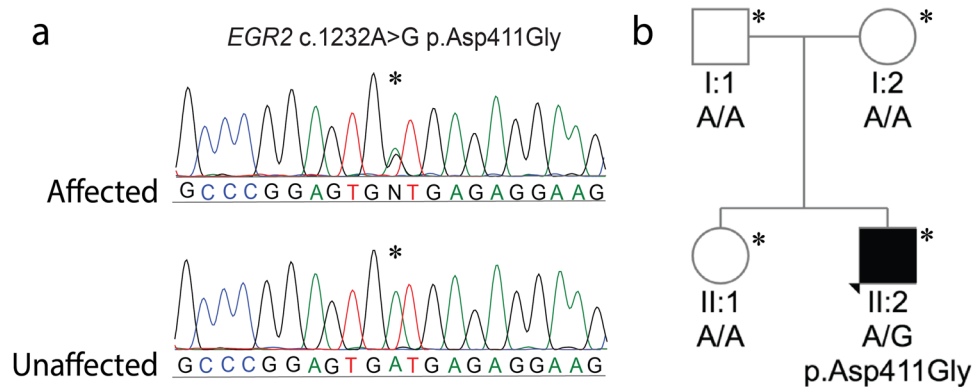 a
EGR2 c.1232A>G p.Asp411Gly
*
Affected
GCCCGGAGTGNTGAGAGGAAG
*
Unaffected
GCCCGGAGTGATGAGAGGAAG
b
* *
I:1 I:2
A/A A/A
* *
II:1 II:2
A/A A/G
p.Asp411Gly